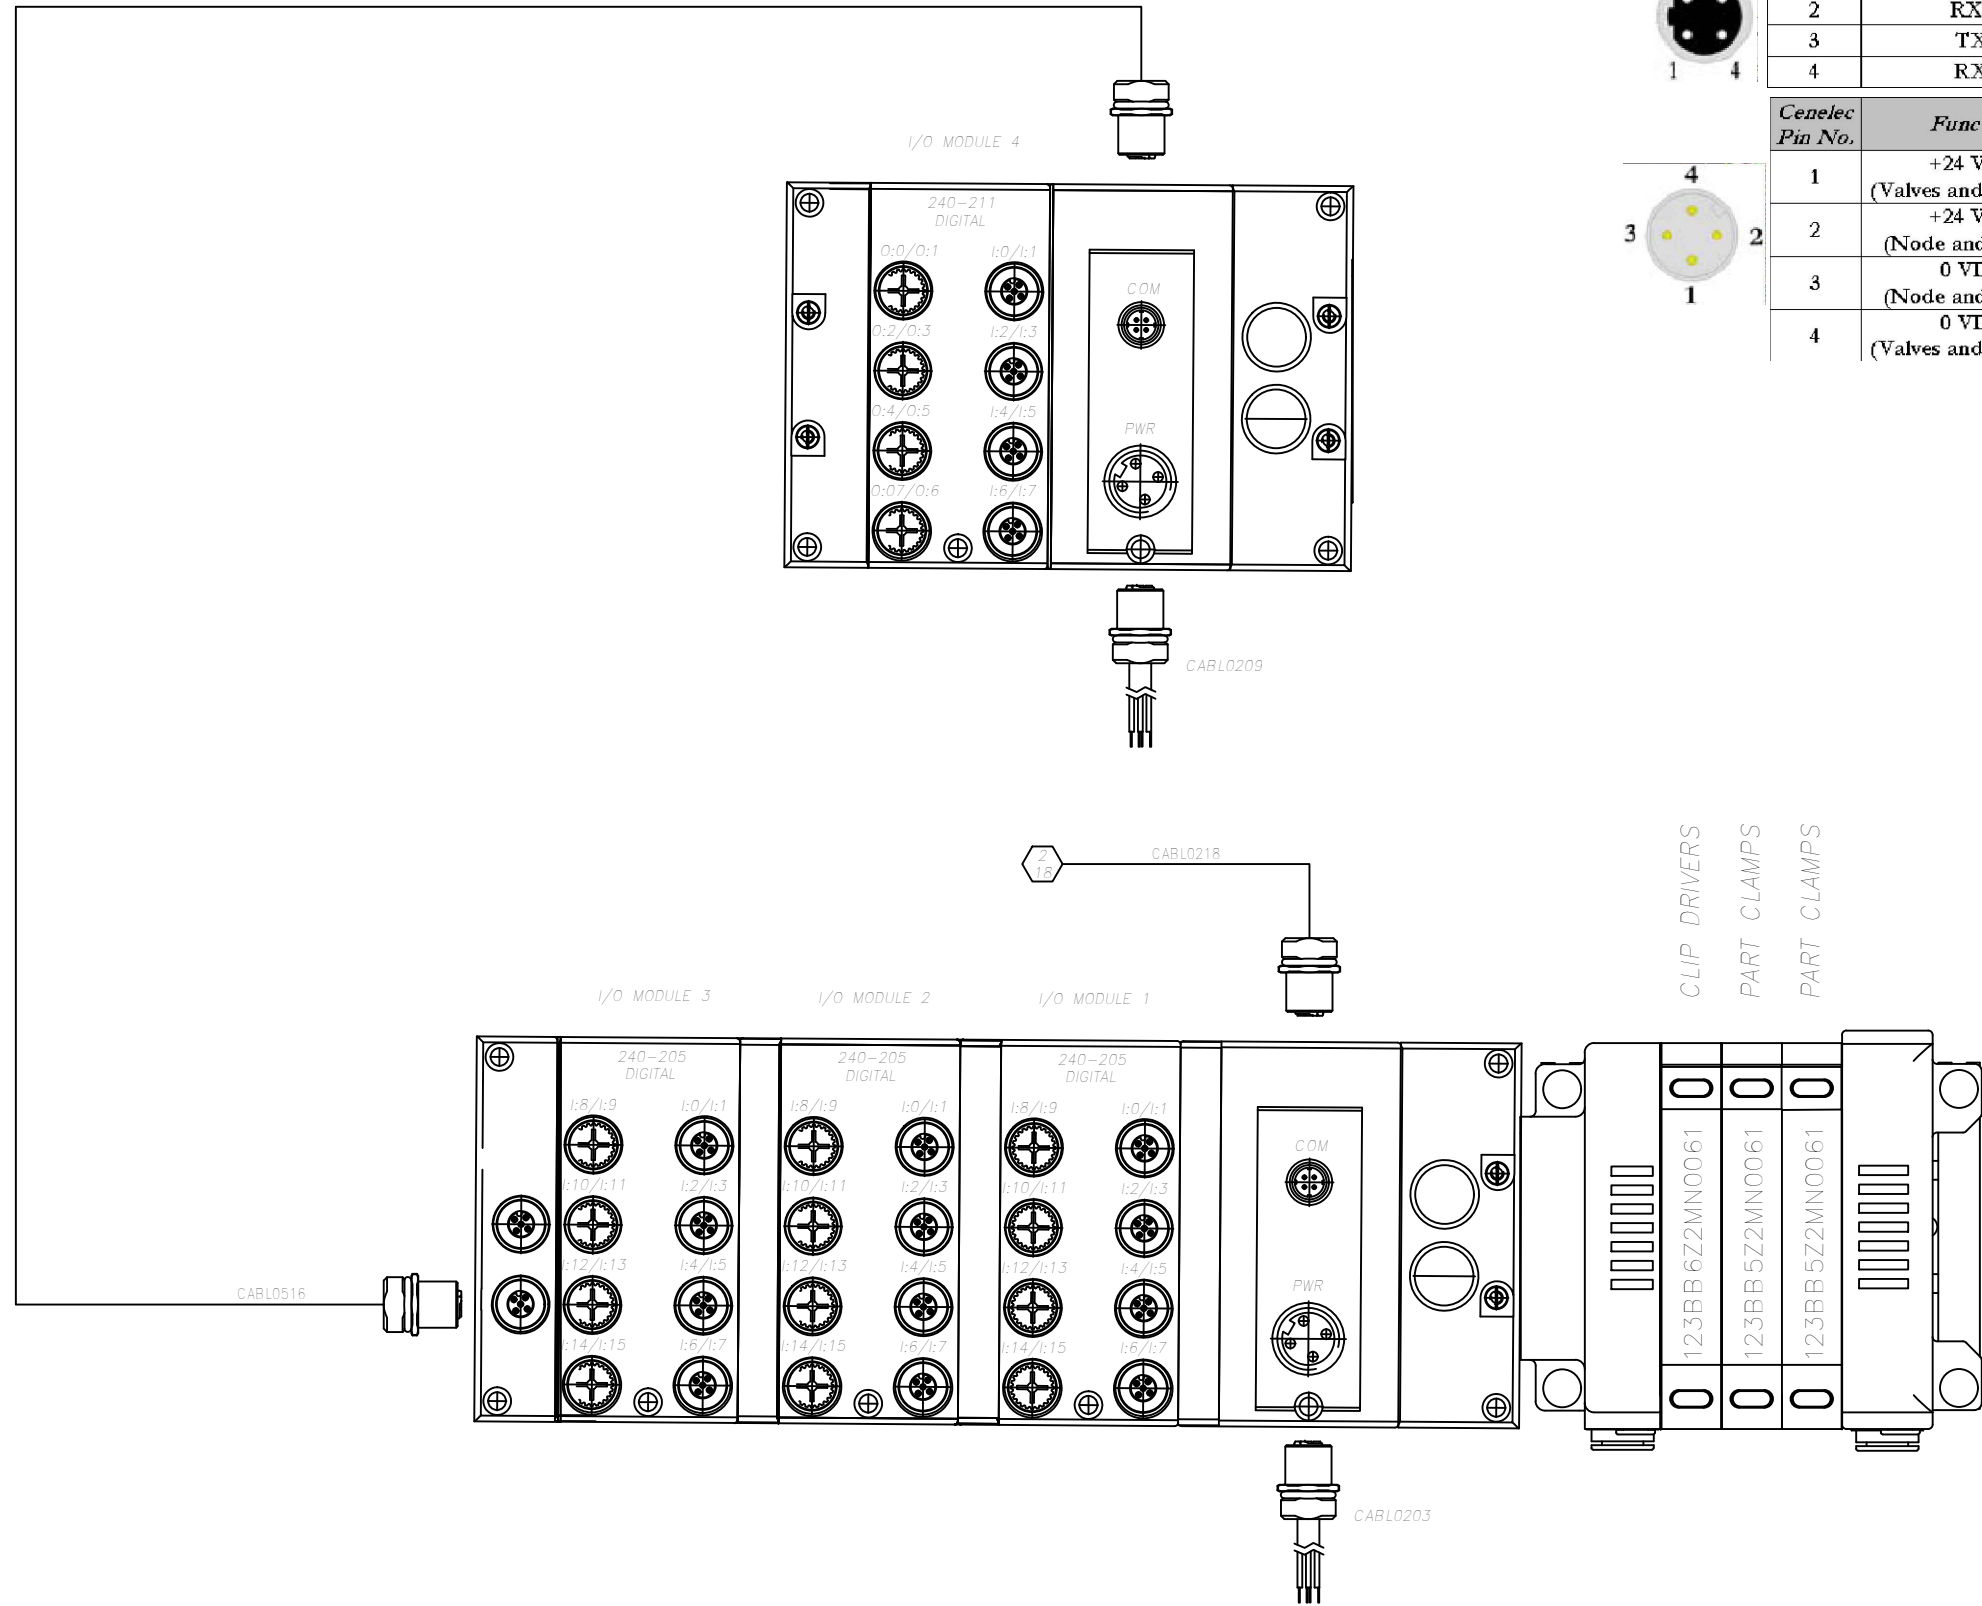 2 RX
3 TX
4 RX
1 4
Cenelec Func
Pin No.
+24 V
1
(Valves and
+24 V
2
(Node and
0 VD
3
(Node and
0 VD
4
(Valves and
4
3 2
1
I/O MODULE 4
240-211
DIGITAL
O:0/O:1 I:0/I:1
O:2/O:3 I:2/I:3
O:4/O:5 I:4/I:5
O:07/O:6 I:6/I:7
COM
PWR
CABL0209
2
18
CABL0218
CLIP DRIVERS
PART CLAMPS
PART CLAMPS
I/O MODULE 3 I/O MODULE 2 I/O MODULE 1
240-205 240-205 240-205
DIGITAL DIGITAL DIGITAL
I:8/I:9 I:0/I:1 I:8/I:9 I:0/I:1 I:8/I:9 I:0/I:1
I:10/I:11 I:2/I:3 I:10/I:11 I:2/I:3 I:10/I:11 I:2/I:3
I:12/I:13 I:4/I:5 I:12/I:13 I:4/I:5 I:12/I:13 I:4/I:5
I:14/I:15 I:6/I:7 I:14/I:15 I:6/I:7 I:14/I:15 I:6/I:7
COM
PWR
123BB6Z2MN0061
123BB5Z2MN0061
123BB5Z2MN0061
CABL0516
CABL0203